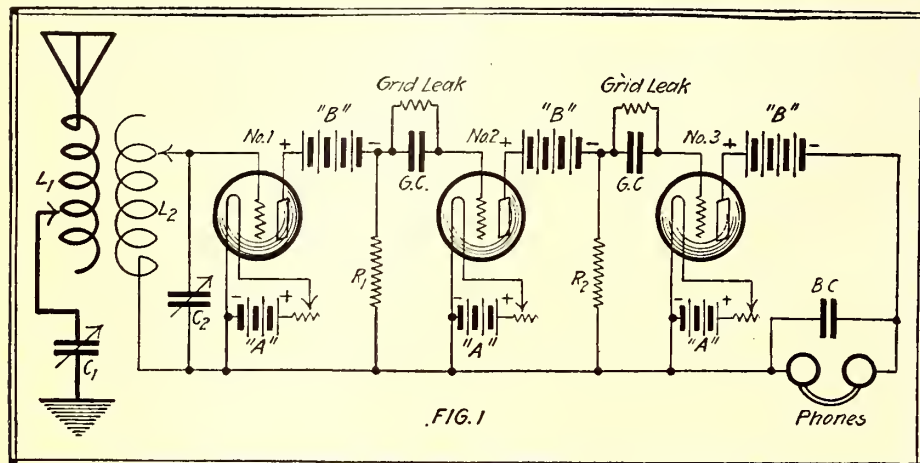 Grid Leak
Grid Leak
"B"
"B"
"B"
No.1
+
-
No.2
+
-
No.3
+
-
G.C.
G.C
L₁
L₂
R₁
R₂
BC
C₂
-
+
-
+
-
+
"A"
"A"
"A"
C₁
Phones
FIG. 1